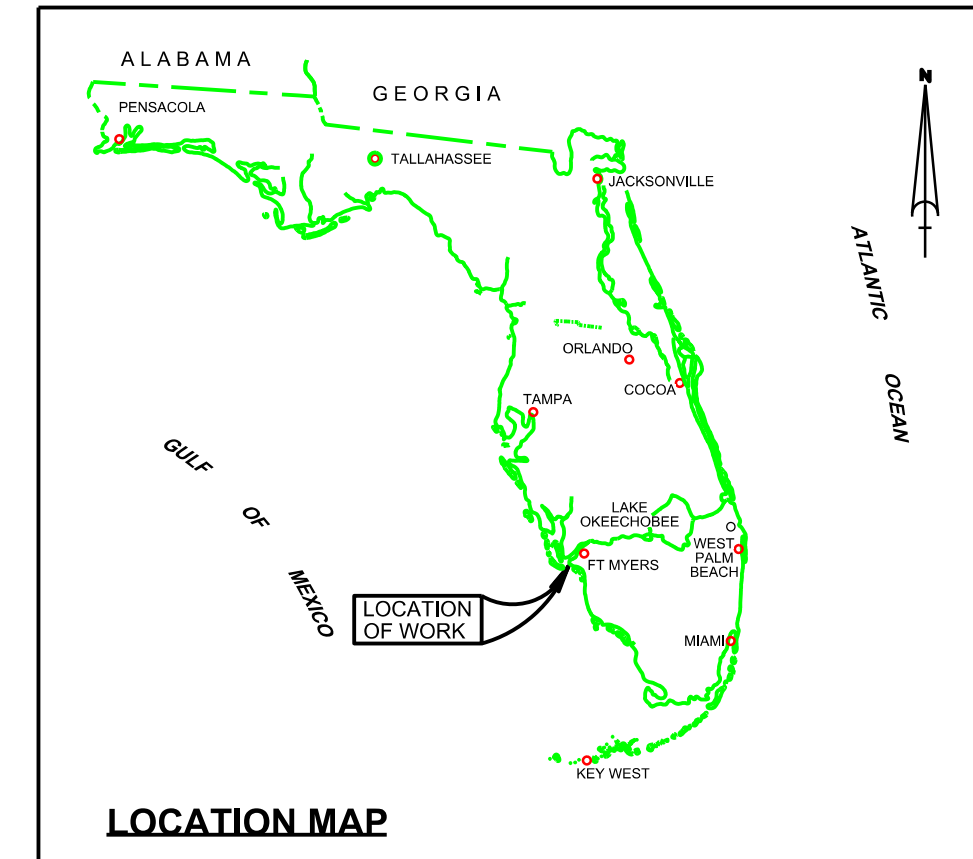 ALABAMA
GEORGIA
N
PENSACOLA
TALLAHASSEE
JACKSONVILLE
ATLANTIC
OCEAN
ORLANDO
COCOA
TAMPA
GULF
OF
MEXICO
LAKE
OKEECHOBEE
WEST
PALM
BEACH
FT MYERS
LOCATION
OF WORK
MIAMI
KEY WEST
LOCATION MAP